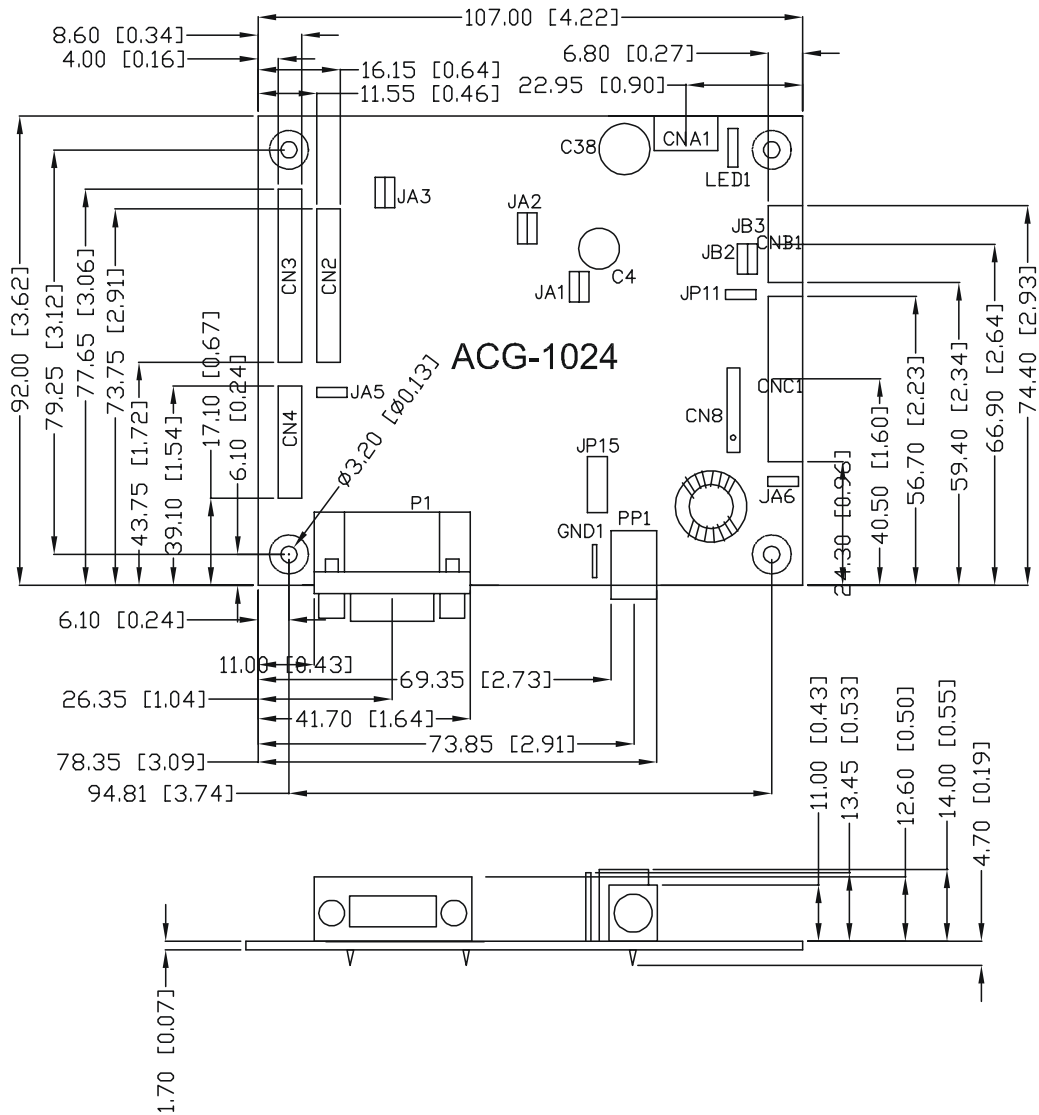 107.00 [4.22]
8.60 [0.34]
6.80 [0.27]
4.00 [0.16]
16.15 [0.64]
11.55 [0.46]
22.95 [0.90]
C38
CNA1
LED1
JA3
JA2
JB3
CNB1
JB2
C4
JA1
JP11
CN3
CN2
ACG-1024
JA5
CN4
CN8
CNC1
JP15
JA6
P1
GND1
PP1
92.00 [3.62]
79.25 [3.12]
77.65 [3.06]
73.75 [2.91]
43.75 [1.72]
39.10 [1.54]
17.10 [0.67]
6.10 [0.24]
ø3.20 [ø0.13]
24.30 [0.96]
40.50 [1.60]
56.70 [2.23]
59.40 [2.34]
66.90 [2.64]
74.40 [2.93]
6.10 [0.24]
11.00 [0.43]
69.35 [2.73]
26.35 [1.04]
41.70 [1.64]
73.85 [2.91]
78.35 [3.09]
94.81 [3.74]
11.00 [0.43]
13.45 [0.53]
12.60 [0.50]
14.00 [0.55]
4.70 [0.19]
1.70 [0.07]